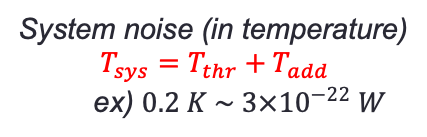 System noise (in temperature)
T_sys = T_thr + T_add
ex) 0.2 K ~ 3×10^−22 W